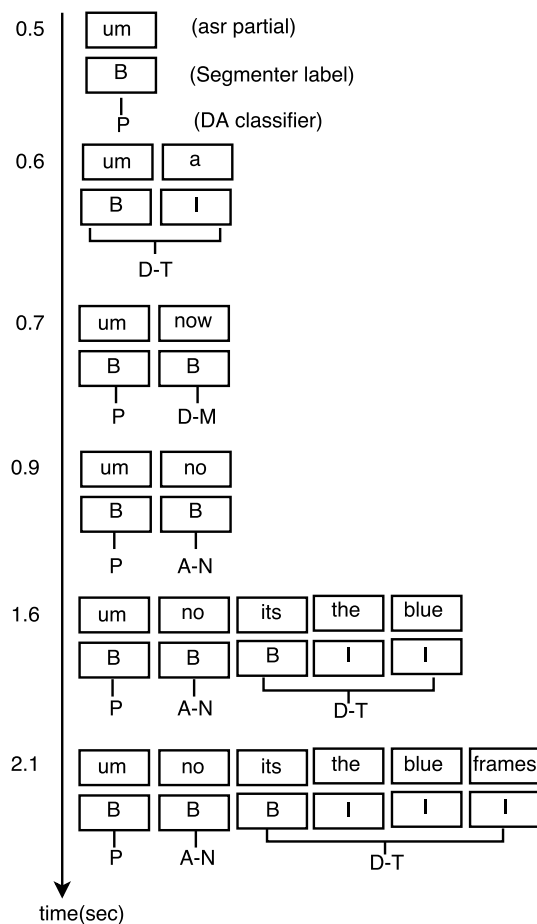 0.5 um (asr partial)
B (Segmenter label)
P (DA classifier)
0.6 um a
B I
D-T
0.7 um now
B B
P D-M
0.9 um no
B B
P A-N
1.6 um no its the blue
B B B I I
P A-N D-T
2.1 um no its the blue frames
B B B I I I
P A-N D-T
time(sec)